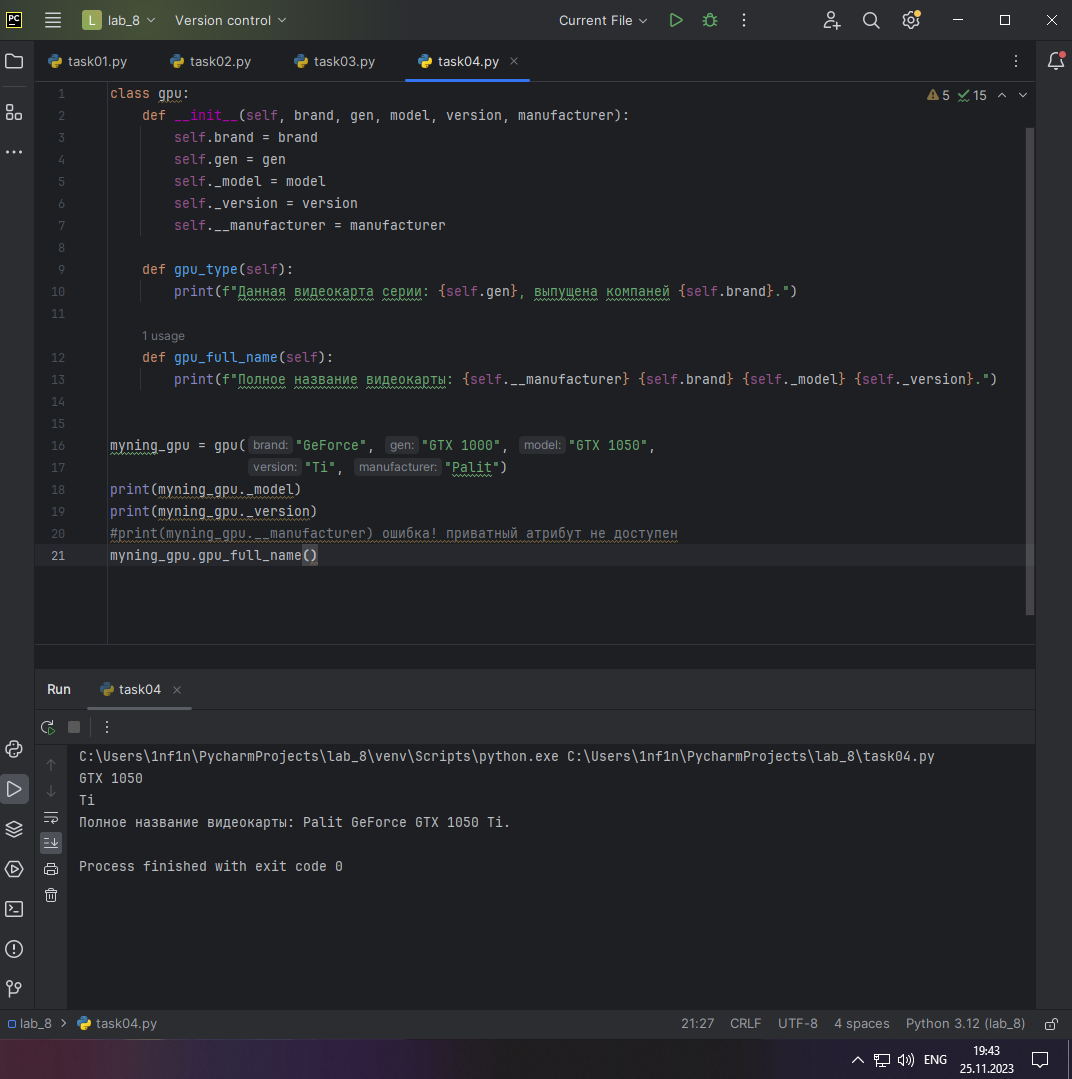 PC L lab_8 Version control Current File
task01.py task02.py task03.py task04.py
1 class gpu: 5 15
2 def __init__(self, brand, gen, model, version, manufacturer):
3 self.brand = brand
4 self.gen = gen
5 self._model = model
6 self._version = version
7 self.__manufacturer = manufacturer
8
9 def gpu_type(self):
10 print(f"Данная видеокарта серии: {self.gen}, выпущена компаней {self.brand}.")
11
1 usage
12 def gpu_full_name(self):
13 print(f"Полное название видеокарты: {self.__manufacturer} {self.brand} {self._model} {self._version}.")
14
15
16 myning_gpu = gpu( brand: "GeForce", gen: "GTX 1000", model: "GTX 1050",
17 version: "Ti", manufacturer: "Palit")
18 print(myning_gpu._model)
19 print(myning_gpu._version)
20 #print(myning_gpu.__manufacturer) ошибка! приватный атрибут не доступен
21 myning_gpu.gpu_full_name()
Run task04
C:\Users\1nf1n\PycharmProjects\lab_8\venv\Scripts\python.exe C:\Users\1nf1n\PycharmProjects\lab_8\task04.py
GTX 1050
Ti
Полное название видеокарты: Palit GeForce GTX 1050 Ti.
Process finished with exit code 0
lab_8 task04.py 21:27 CRLF UTF-8 4 spaces Python 3.12 (lab_8)
ENG 19:43
25.11.2023